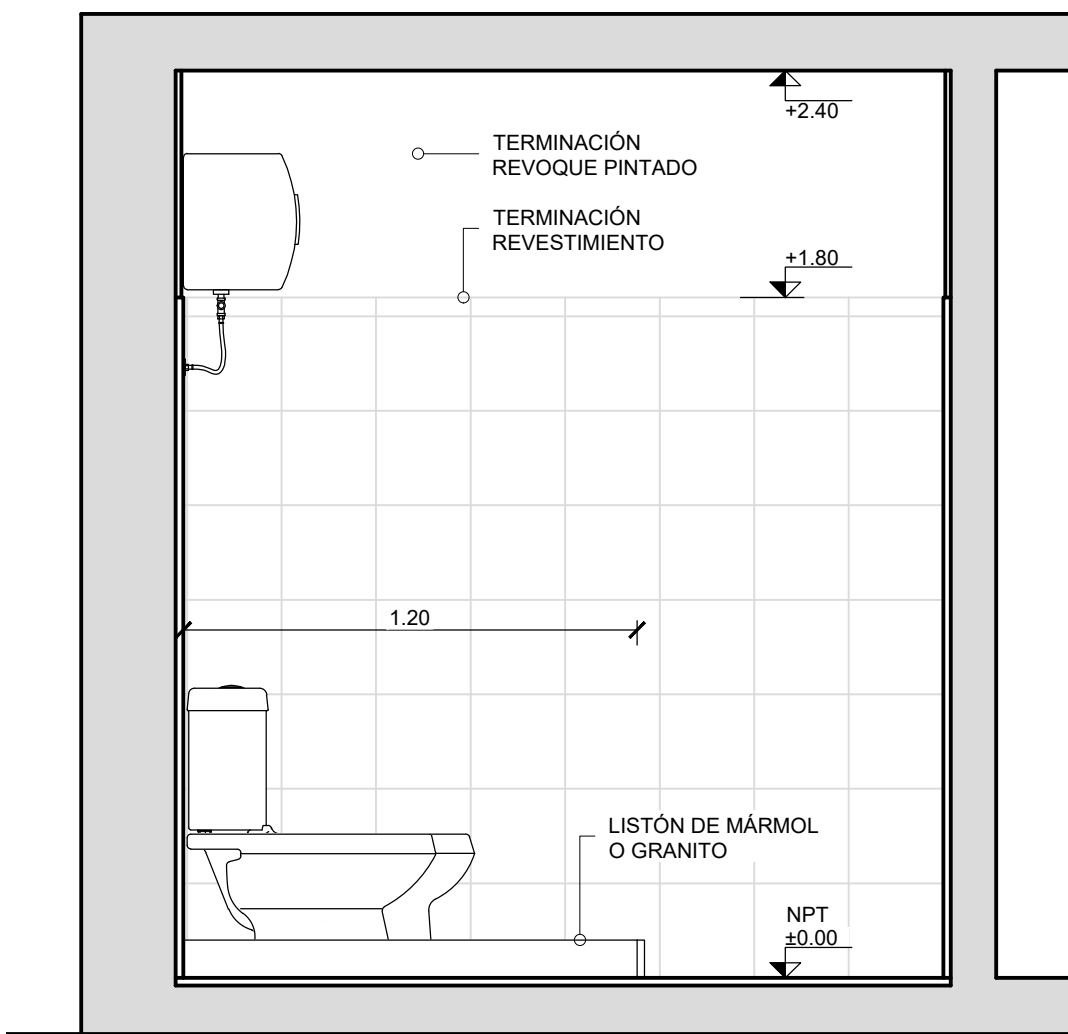 +2.40
TERMINACIÓN
REVOQUE PINTADO
TERMINACIÓN
REVESTIMIENTO
+1.80
1.20
LISTÓN DE MÁRMOL
O GRANITO
NPT
±0.00